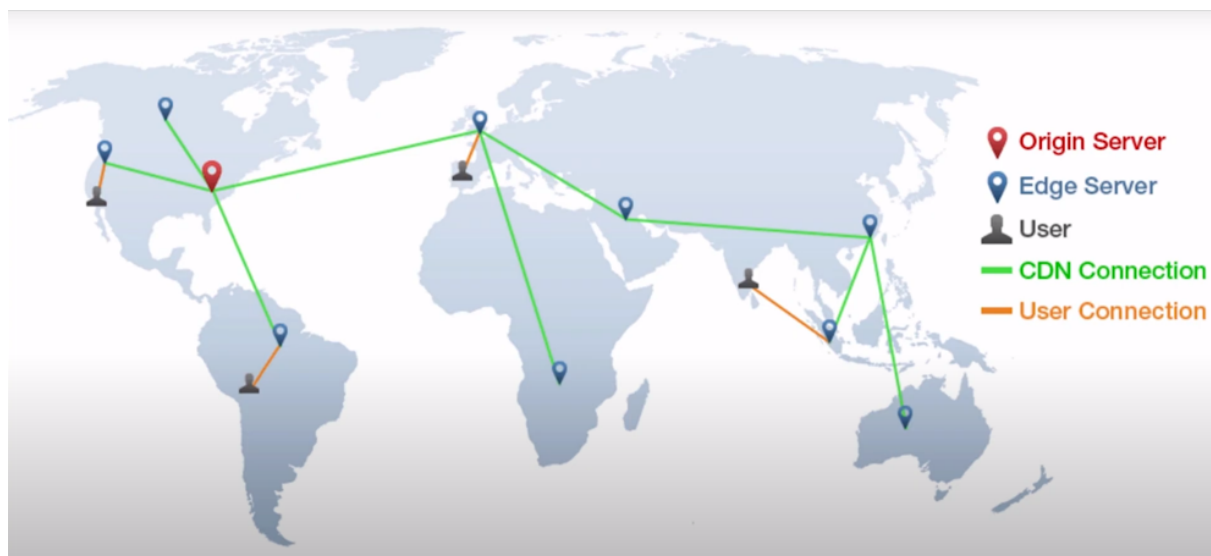 Origin Server
Edge Server
User
CDN Connection
User Connection